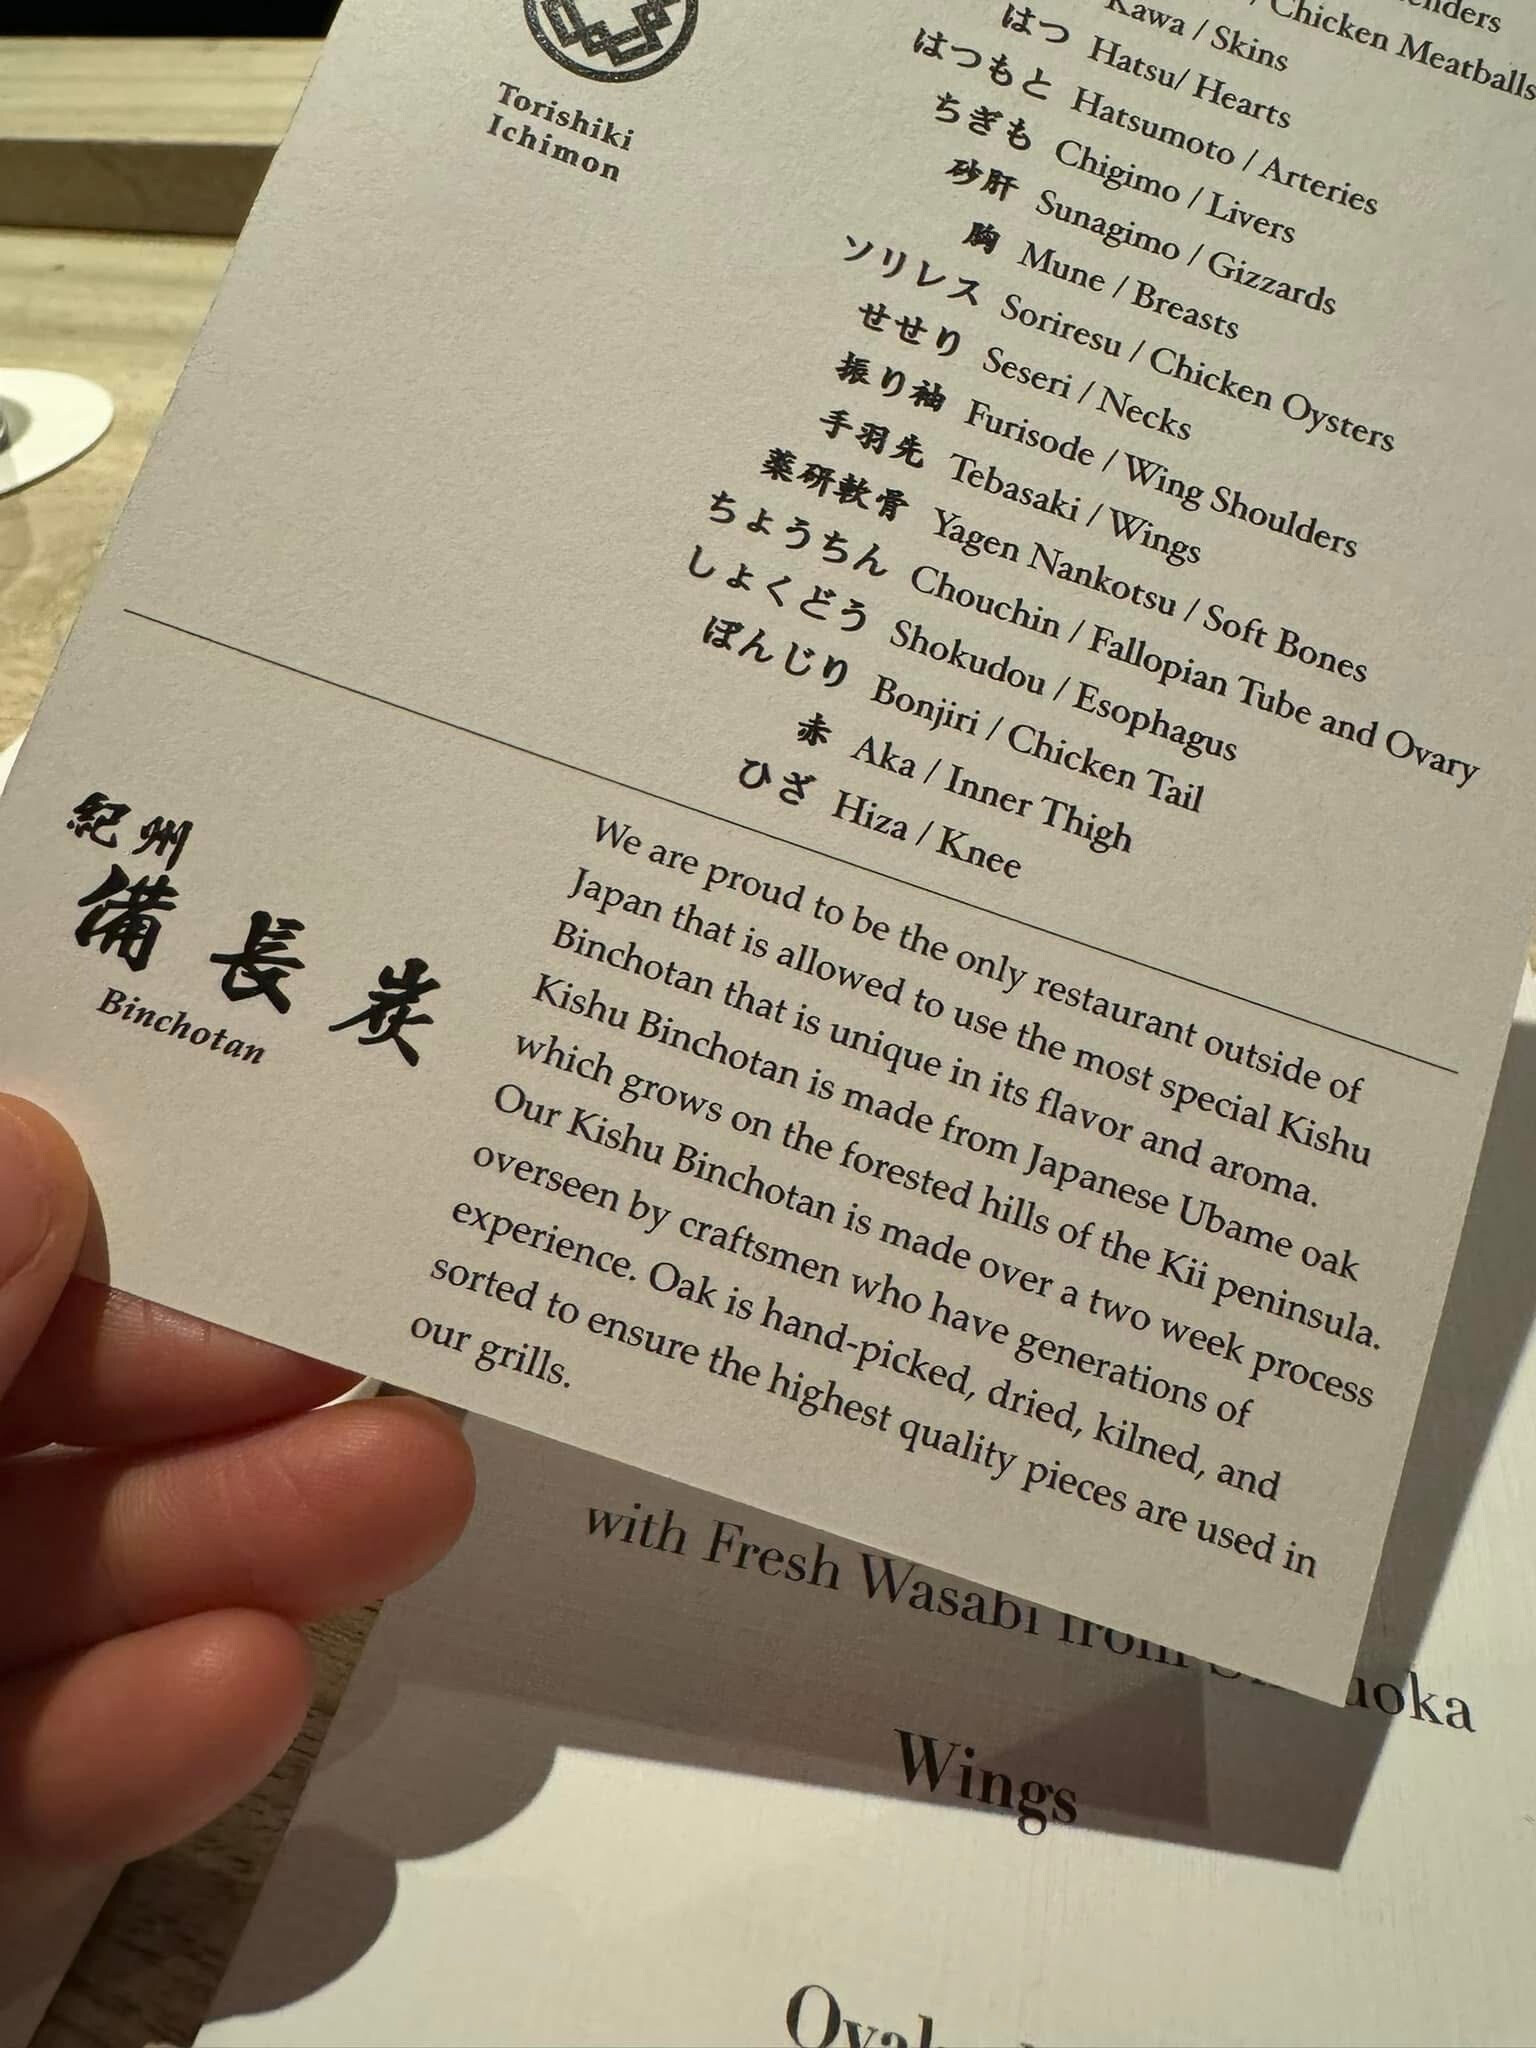 Torishiki
Ichimon
Chicken Meatballs
Kawa / Skins
はつ Hatsu/ Hearts
はつもと Hatsumoto / Arteries
ちぎも Chigimo / Livers
砂肝 Sunagimo / Gizzards
胸 Mune / Breasts
ソリレス Soriresu / Chicken Oysters
せせり Seseri / Necks
振り袖 Furisode / Wing Shoulders
手羽先 Tebasaki / Wings
薬研軟骨 Yagen Nankotsu / Soft Bones
ちょうちん Chouchin / Fallopian Tube and Ovary
しょくどう Shokudou / Esophagus
ぼんじり Bonjiri / Chicken Tail
赤 Aka / Inner Thigh
ひざ Hiza / Knee
紀州
備長炭
Binchotan
We are proud to be the only restaurant outside of
Japan that is allowed to use the most special Kishu
Binchotan that is unique in its flavor and aroma.
Kishu Binchotan is made from Japanese Ubame oak
which grows on the forested hills of the Kii peninsula.
Our Kishu Binchotan is made over a two week process
overseen by craftsmen who have generations of
experience. Oak is hand-picked, dried, kilned, and
sorted to ensure the highest quality pieces are used in
our grills.
with Fresh Wasabi from
Wings